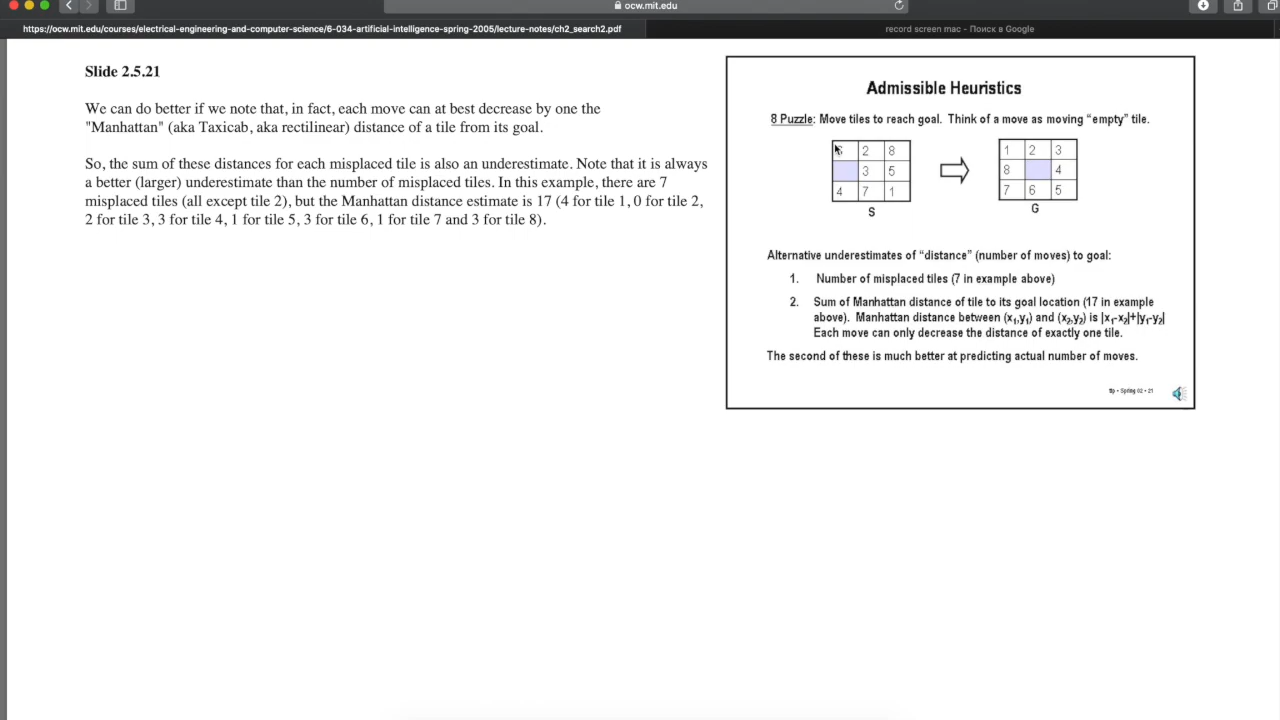 ocw.mit.edu
https://ocw.mit.edu/courses/electrical-engineering-and-computer-science/6-034-artificial-intelligence-spring-2005/lecture-notes/ch2_search2.pdf
record screen mac - Поиск в Google
Slide 2.5.21
We can do better if we note that, in fact, each move can at best decrease by one the
"Manhattan" (aka Taxicab, aka rectilinear) distance of a tile from its goal.
So, the sum of these distances for each misplaced tile is also an underestimate. Note that it is always
a better (larger) underestimate than the number of misplaced tiles. In this example, there are 7
misplaced tiles (all except tile 2), but the Manhattan distance estimate is 17 (4 for tile 1, 0 for tile 2,
2 for tile 3, 3 for tile 4, 1 for tile 5, 3 for tile 6, 1 for tile 7 and 3 for tile 8).
Admissible Heuristics
8 Puzzle: Move tiles to reach goal. Think of a move as moving “empty” tile.
2 8
3 5
4 7 1
S
1 2 3
8 4
7 6 5
G
Alternative underestimates of “distance” (number of moves) to goal:
1. Number of misplaced tiles (7 in example above)
2. Sum of Manhattan distance of tile to its goal location (17 in example
above). Manhattan distance between (x₁,y₁) and (x₂,y₂) is |x₁-x₂|+|y₁-y₂|
Each move can only decrease the distance of exactly one tile.
The second of these is much better at predicting actual number of moves.
tlp • Spring 02 • 21